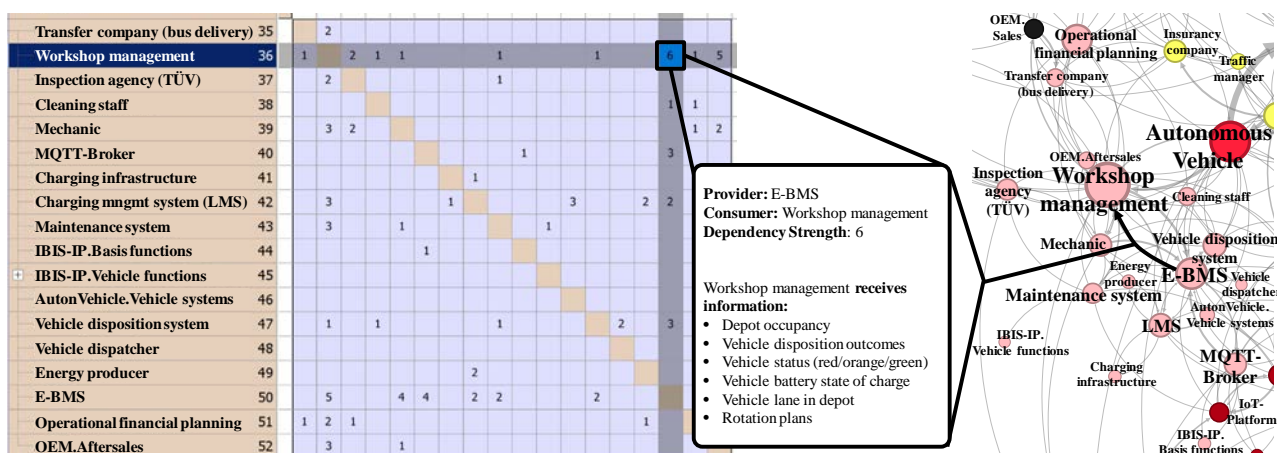 Transfer company (bus delivery) 35 2
Workshop management 36 1 2 1 1 1 1 6 1 5
Inspection agency (TÜV) 37 2 1
Cleaning staff 38 1 1
Mechanic 39 3 2 1 2
MQTT-Broker 40 1 3
Charging infrastructure 41 1
Charging mngmt system (LMS) 42 3 1 3 2 2
Maintenance system 43 3 1 1
IBIS-IP.Basis functions 44 1
IBIS-IP.Vehicle functions 45
AutonVehicle.Vehicle systems 46
Vehicle disposition system 47 1 1 1 2 3
Vehicle dispatcher 48
Energy producer 49 2
E-BMS 50 5 4 4 2 2 2
Operational financial planning 51 1 2 1 1
OEM.Aftersales 52 3 1
Provider: E-BMS
Consumer: Workshop management
Dependency Strength: 6
Workshop management receives
information:
• Depot occupancy
• Vehicle disposition outcomes
• Vehicle status (red/orange/green)
• Vehicle battery state of charge
• Vehicle lane in depot
• Rotation plans
OEM.
Sales
Operational
financial planning
Insurancy
company
Traffic
manager
Transfer company
(bus delivery)
Autonomous
Vehicle
OEM.Aftersales
Workshop
management
Inspection
agency
(TÜV)
Cleaning staff
Mechanic
Vehicle disposition
system
Energy
producer
E-BMS
Vehicle
dispatcher
Maintenance system
AutonVehicle.
Vehicle systems
LMS
IBIS-IP.
Vehicle functions
Charging
infrastructure
MQTT-
Broker
IoT-
Platform
IBIS-IP.
Basis functions